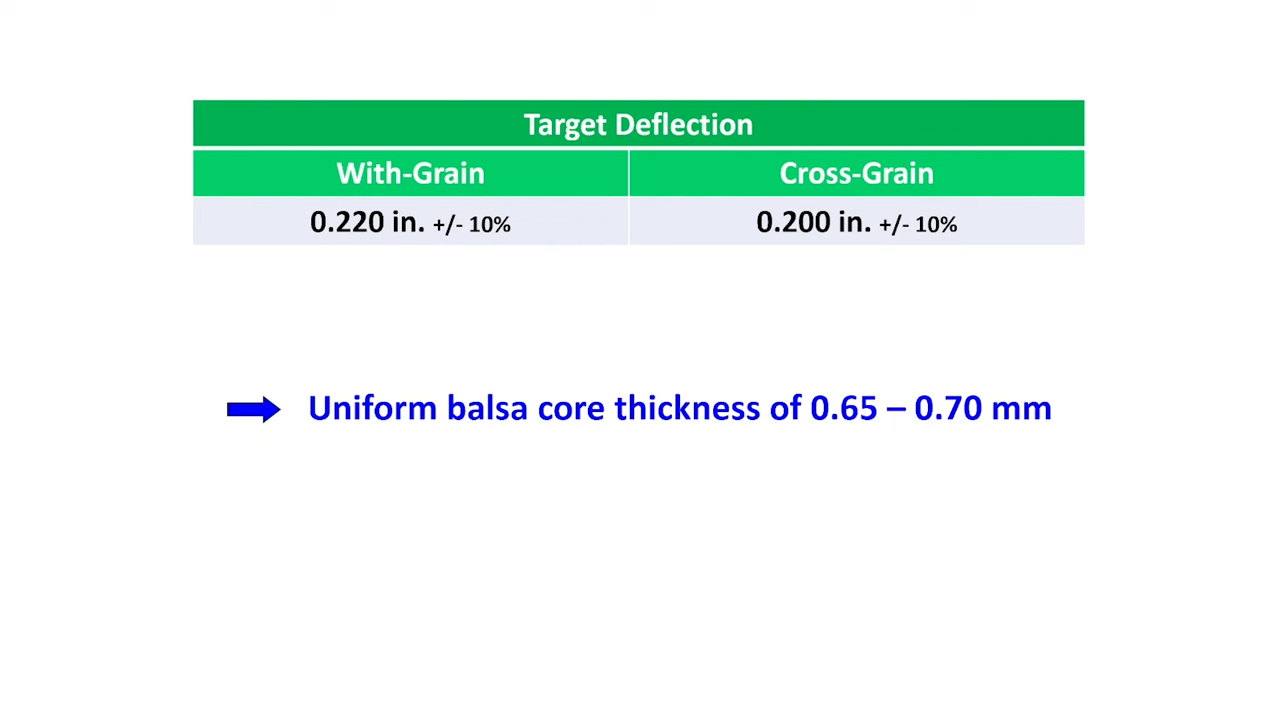 Target Deflection
With-Grain Cross-Grain
0.220 in. +/- 10% 0.200 in. +/- 10%
Uniform balsa core thickness of 0.65 – 0.70 mm